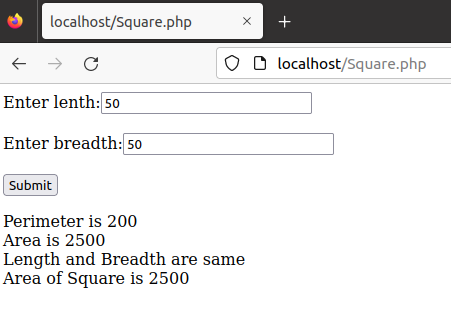 localhost/Square.php
localhost/Square.php
Enter lenth: 50
Enter breadth: 50
Submit
Perimeter is 200
Area is 2500
Length and Breadth are same
Area of Square is 2500